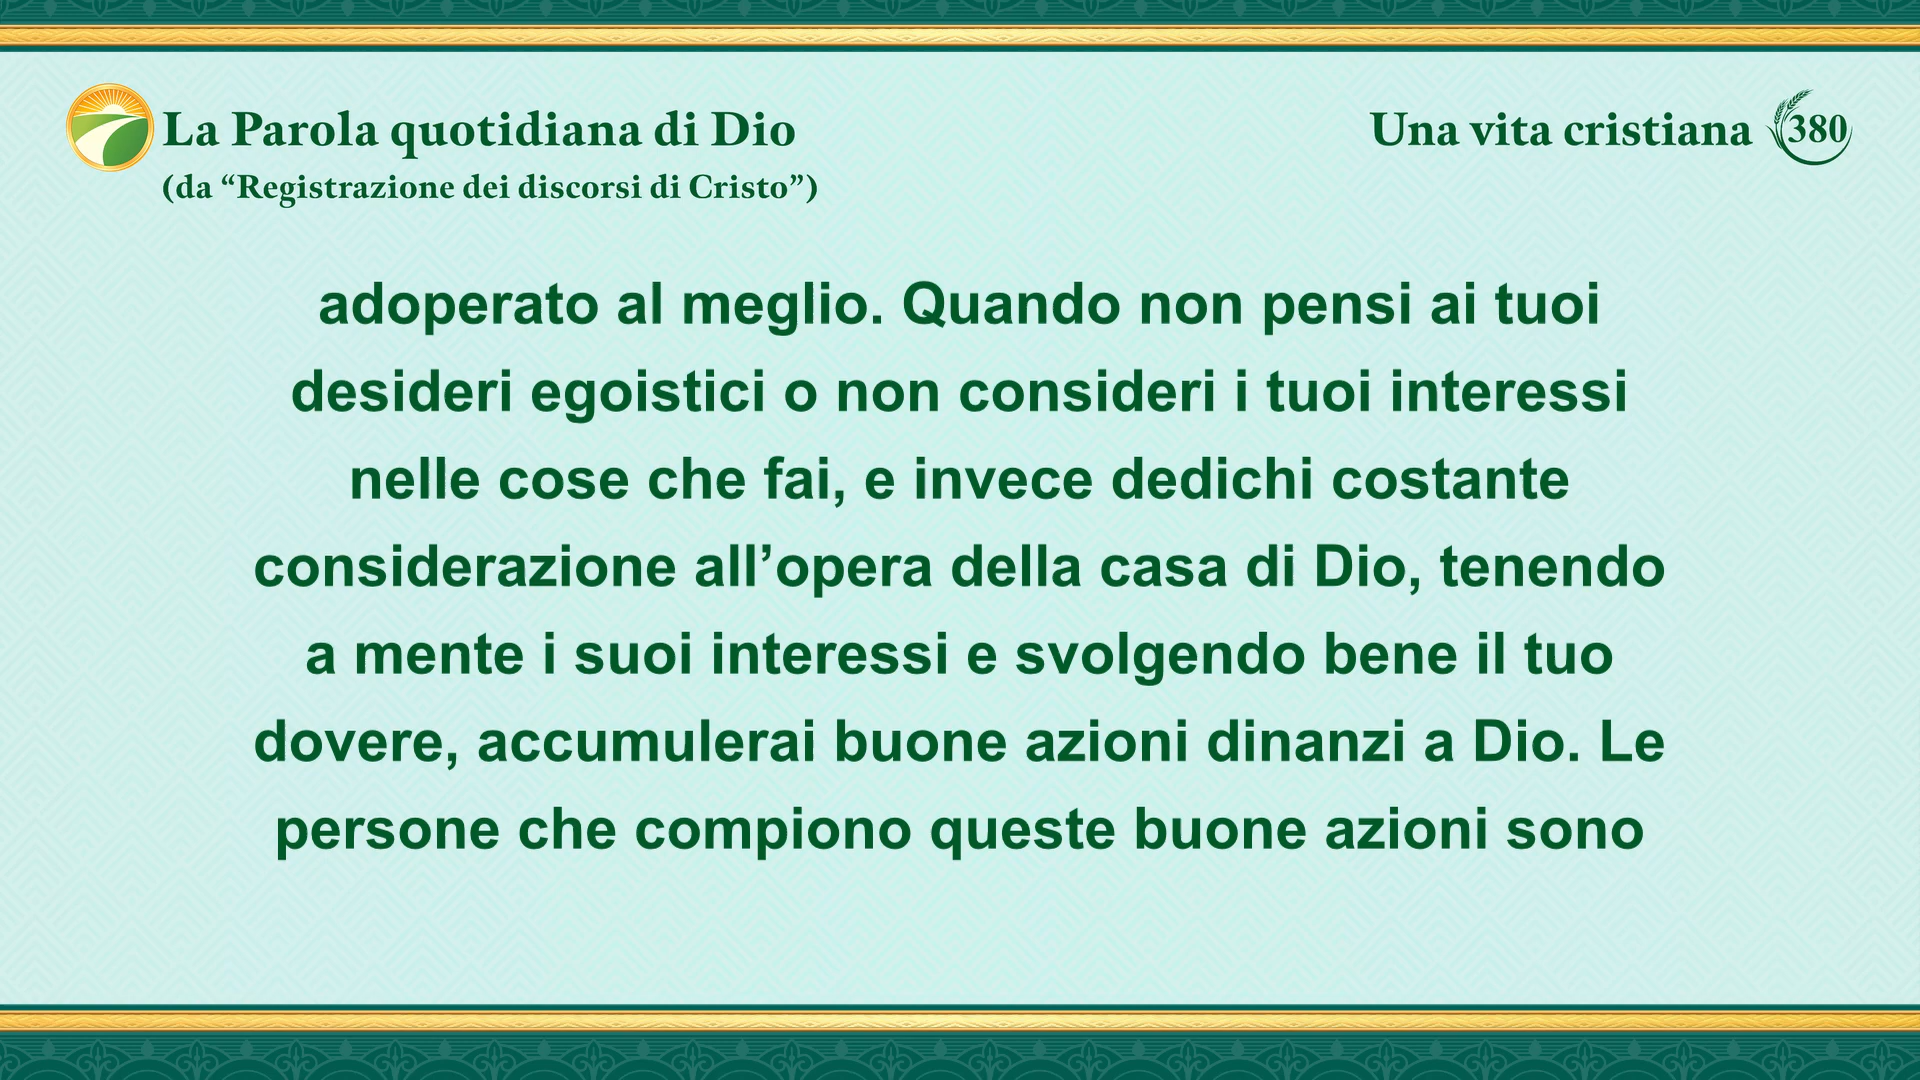 La Parola quotidiana di Dio
(da “Registrazione dei discorsi di Cristo”)
Una vita cristiana 380
adoperato al meglio. Quando non pensi ai tuoi
desideri egoistici o non consideri i tuoi interessi
nelle cose che fai, e invece dedichi costante
considerazione all’opera della casa di Dio, tenendo
a mente i suoi interessi e svolgendo bene il tuo
dovere, accumulerai buone azioni dinanzi a Dio. Le
persone che compiono queste buone azioni sono